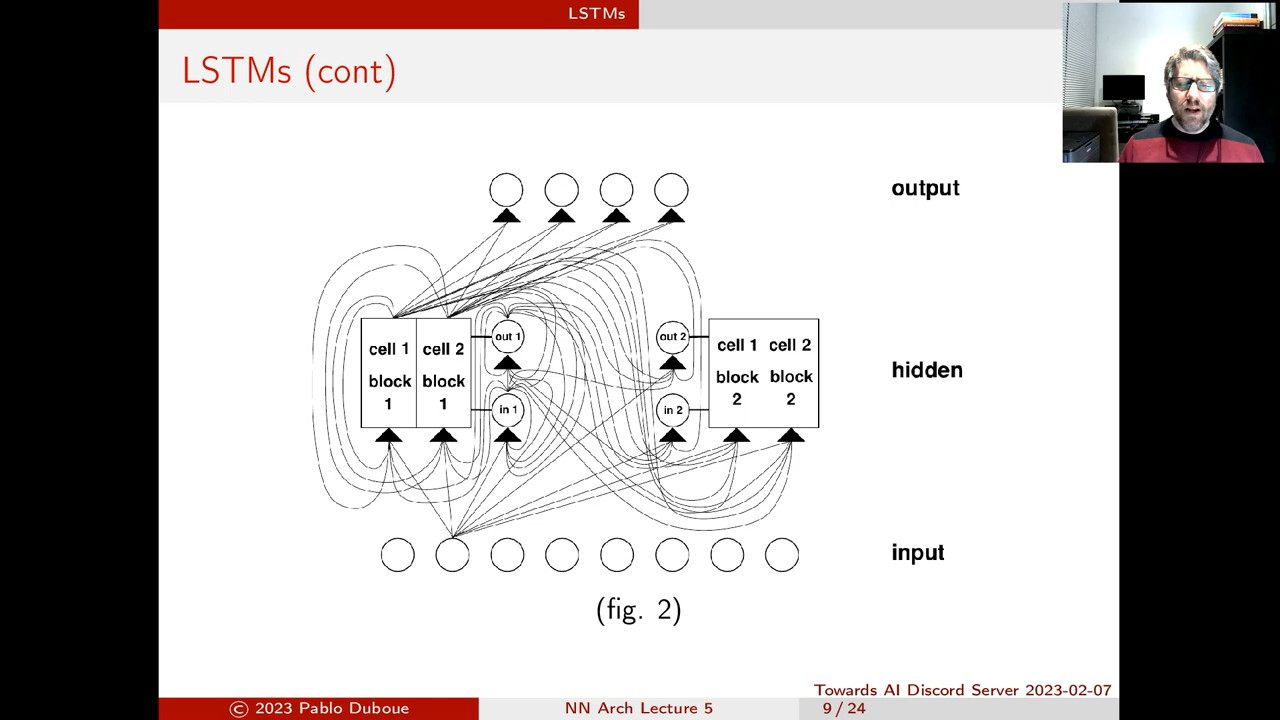 LSTMs
LSTMs (cont)
output
out 1
out 2
cell 1 cell 2
block block
1 1
cell 1 cell 2
block block
2 2
hidden
in 1
in 2
input
(fig. 2)
Towards AI Discord Server 2023-02-07
© 2023 Pablo Duboue
NN Arch Lecture 5
9 / 24